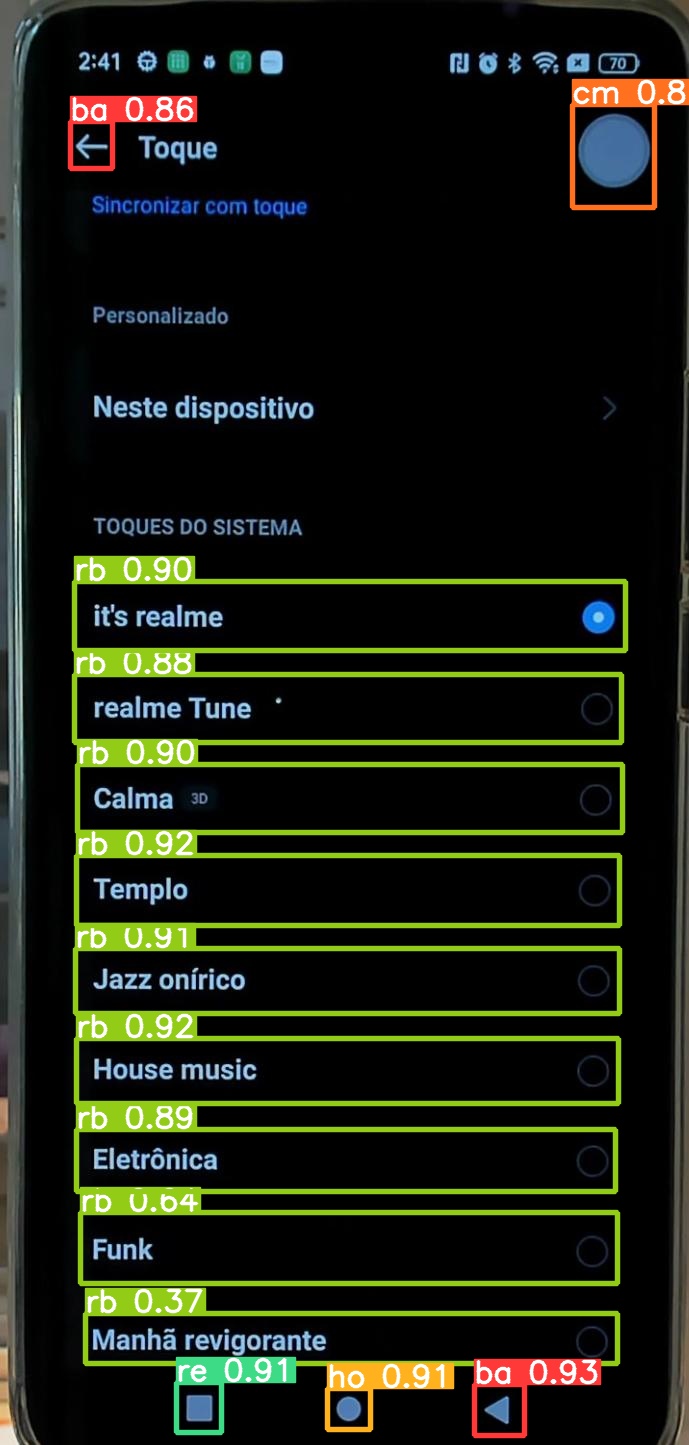 2:41 70
ba 0.86
cm 0.8
Toque
Sincronizar com toque
Personalizado
Neste dispositivo
TOQUES DO SISTEMA
rb 0.90
it's realme
rb 0.88
realme Tune
rb 0.90
Calma 3D
rb 0.92
Templo
rb 0.91
Jazz onírico
rb 0.92
House music
rb 0.89
Eletrônica
rb 0.64
Funk
rb 0.37
Manhã revigorante
re 0.91 ho 0.91 ba 0.93